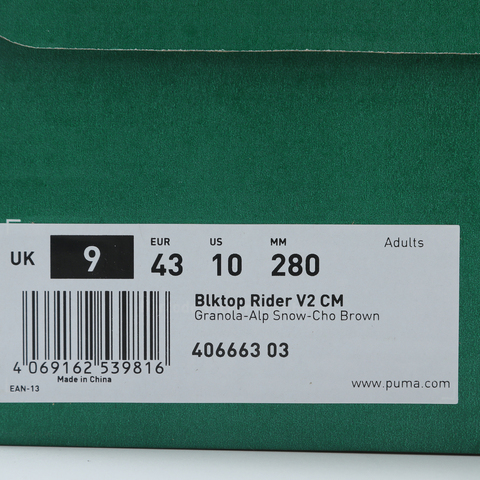 EUR US MM Adults
UK 9 43 10 280
Blktop Rider V2 CM
Granola-Alp Snow-Cho Brown
406663 03
4 069162 539816
Made in China
EAN-13
www.puma.com